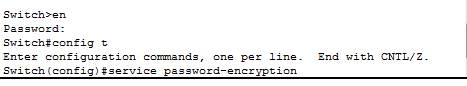 Switch>en
Password:
Switch#config t
Enter configuration commands, one per line.  End with CNTL/Z.
Switch(config)#service password-encryption